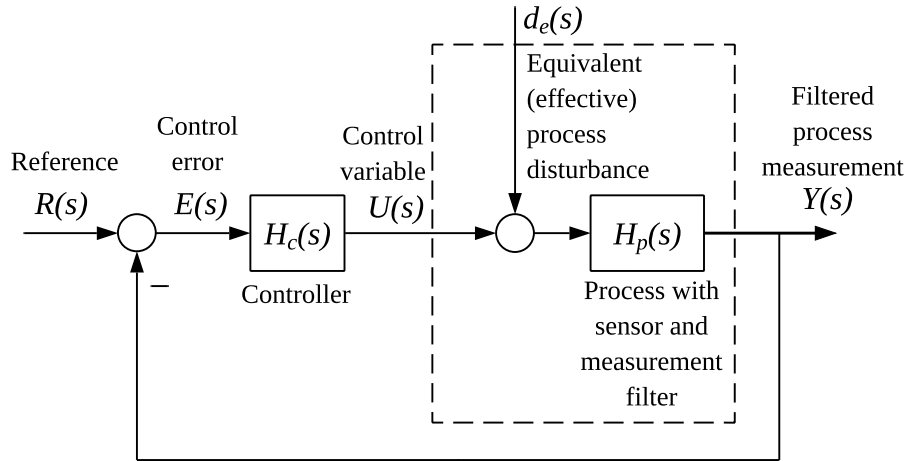 d_e(s)
Equivalent
(effective)
process
disturbance
Filtered
process
measurement
Y(s)
Control
error
E(s)
Control
variable
U(s)
Reference
R(s)
H_c(s)
Controller
H_p(s)
Process with
sensor and
measurement
filter
–